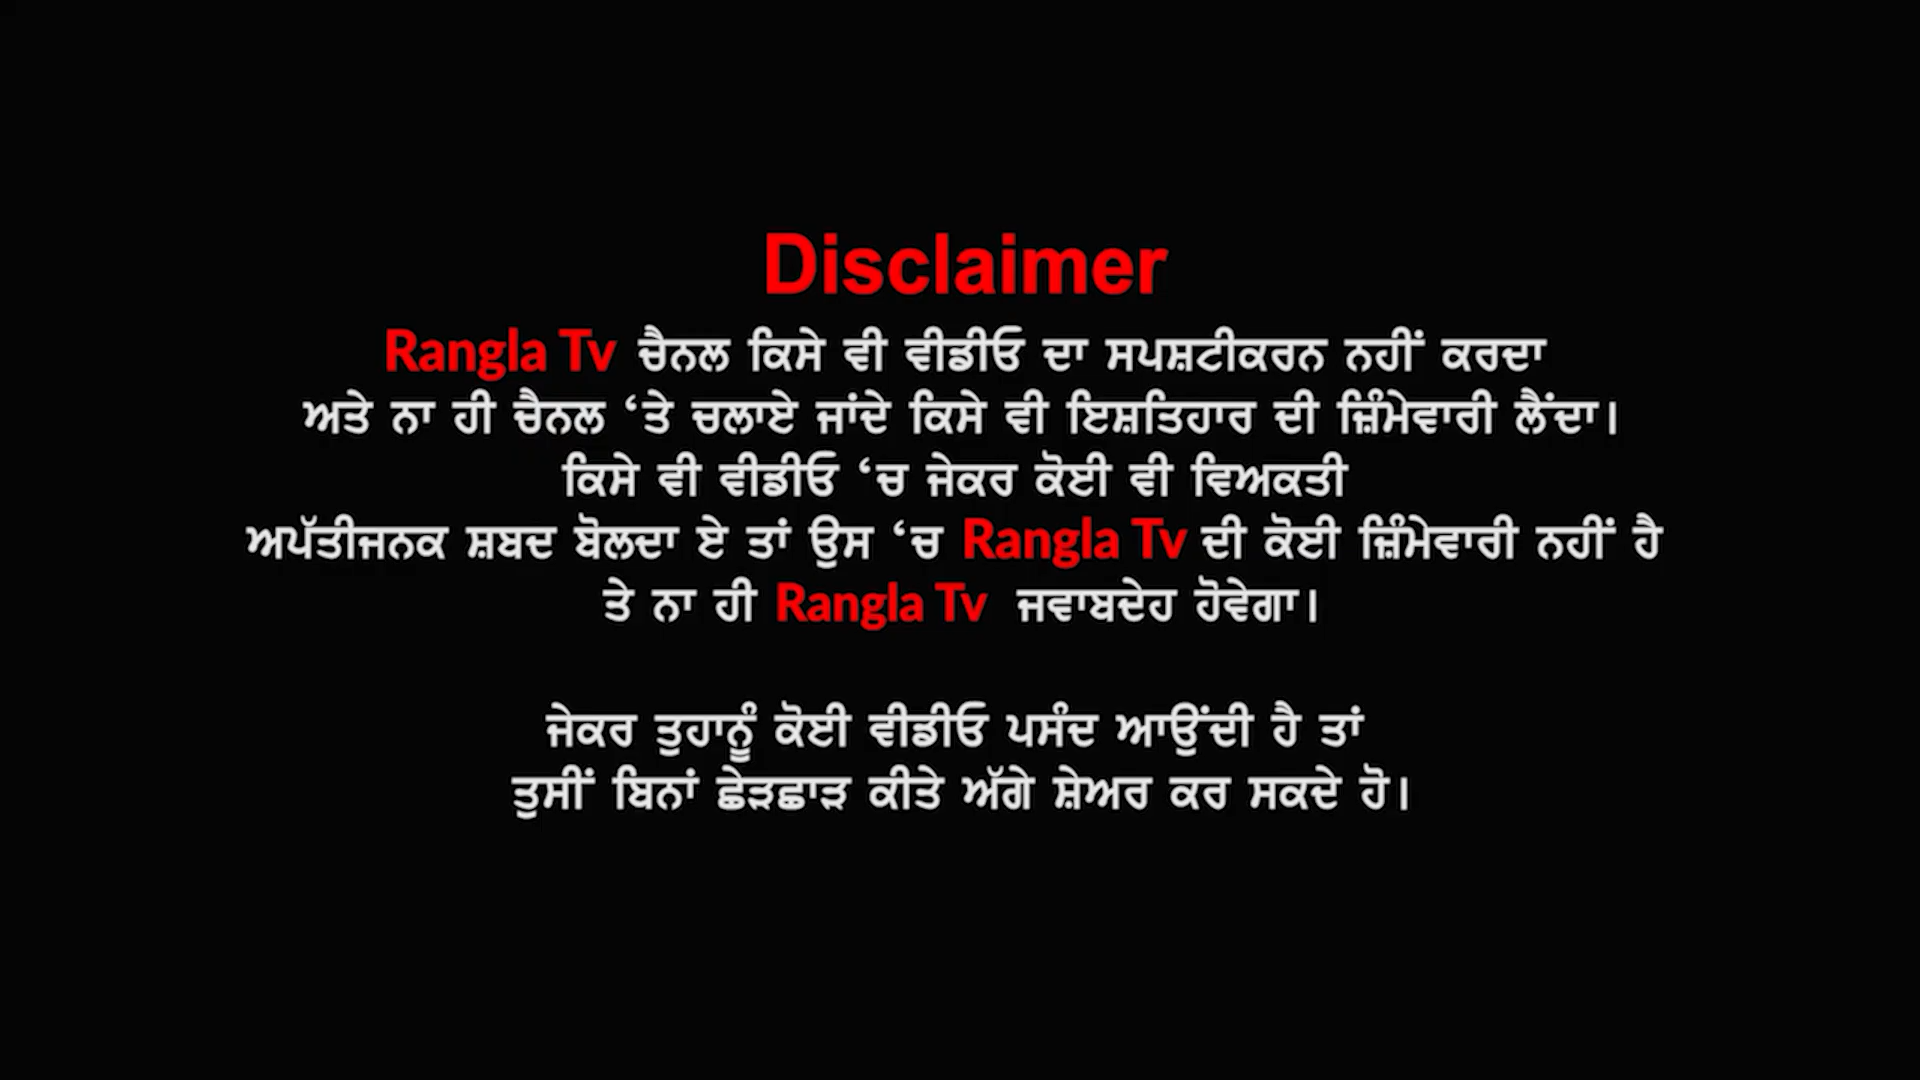 Disclaimer
Rangla Tv ਚੈਨਲ ਕਿਸੇ ਵੀ ਵੀਡੀਓ ਦਾ ਸਪਸ਼ਟੀਕਰਨ ਨਹੀਂ ਕਰਦਾ
ਅਤੇ ਨਾ ਹੀ ਚੈਨਲ ‘ਤੇ ਚਲਾਏ ਜਾਂਦੇ ਕਿਸੇ ਵੀ ਇਸ਼ਤਿਹਾਰ ਦੀ ਜ਼ਿੰਮੇਵਾਰੀ ਲੈਂਦਾ।
ਕਿਸੇ ਵੀ ਵੀਡੀਓ ‘ਚ ਜੇਕਰ ਕੋਈ ਵੀ ਵਿਅਕਤੀ
ਅਪੱਤੀਜਨਕ ਸ਼ਬਦ ਬੋਲਦਾ ਏ ਤਾਂ ਉਸ ‘ਚ Rangla Tv ਦੀ ਕੋਈ ਜ਼ਿੰਮੇਵਾਰੀ ਨਹੀਂ ਹੈ
ਤੇ ਨਾ ਹੀ Rangla Tv ਜਵਾਬਦੇਹ ਹੋਵੇਗਾ।
ਜੇਕਰ ਤੁਹਾਨੂੰ ਕੋਈ ਵੀਡੀਓ ਪਸੰਦ ਆਉਂਦੀ ਹੈ ਤਾਂ
ਤੁਸੀਂ ਬਿਨਾਂ ਛੇੜਛਾੜ ਕੀਤੇ ਅੱਗੇ ਸ਼ੇਅਰ ਕਰ ਸਕਦੇ ਹੋ।